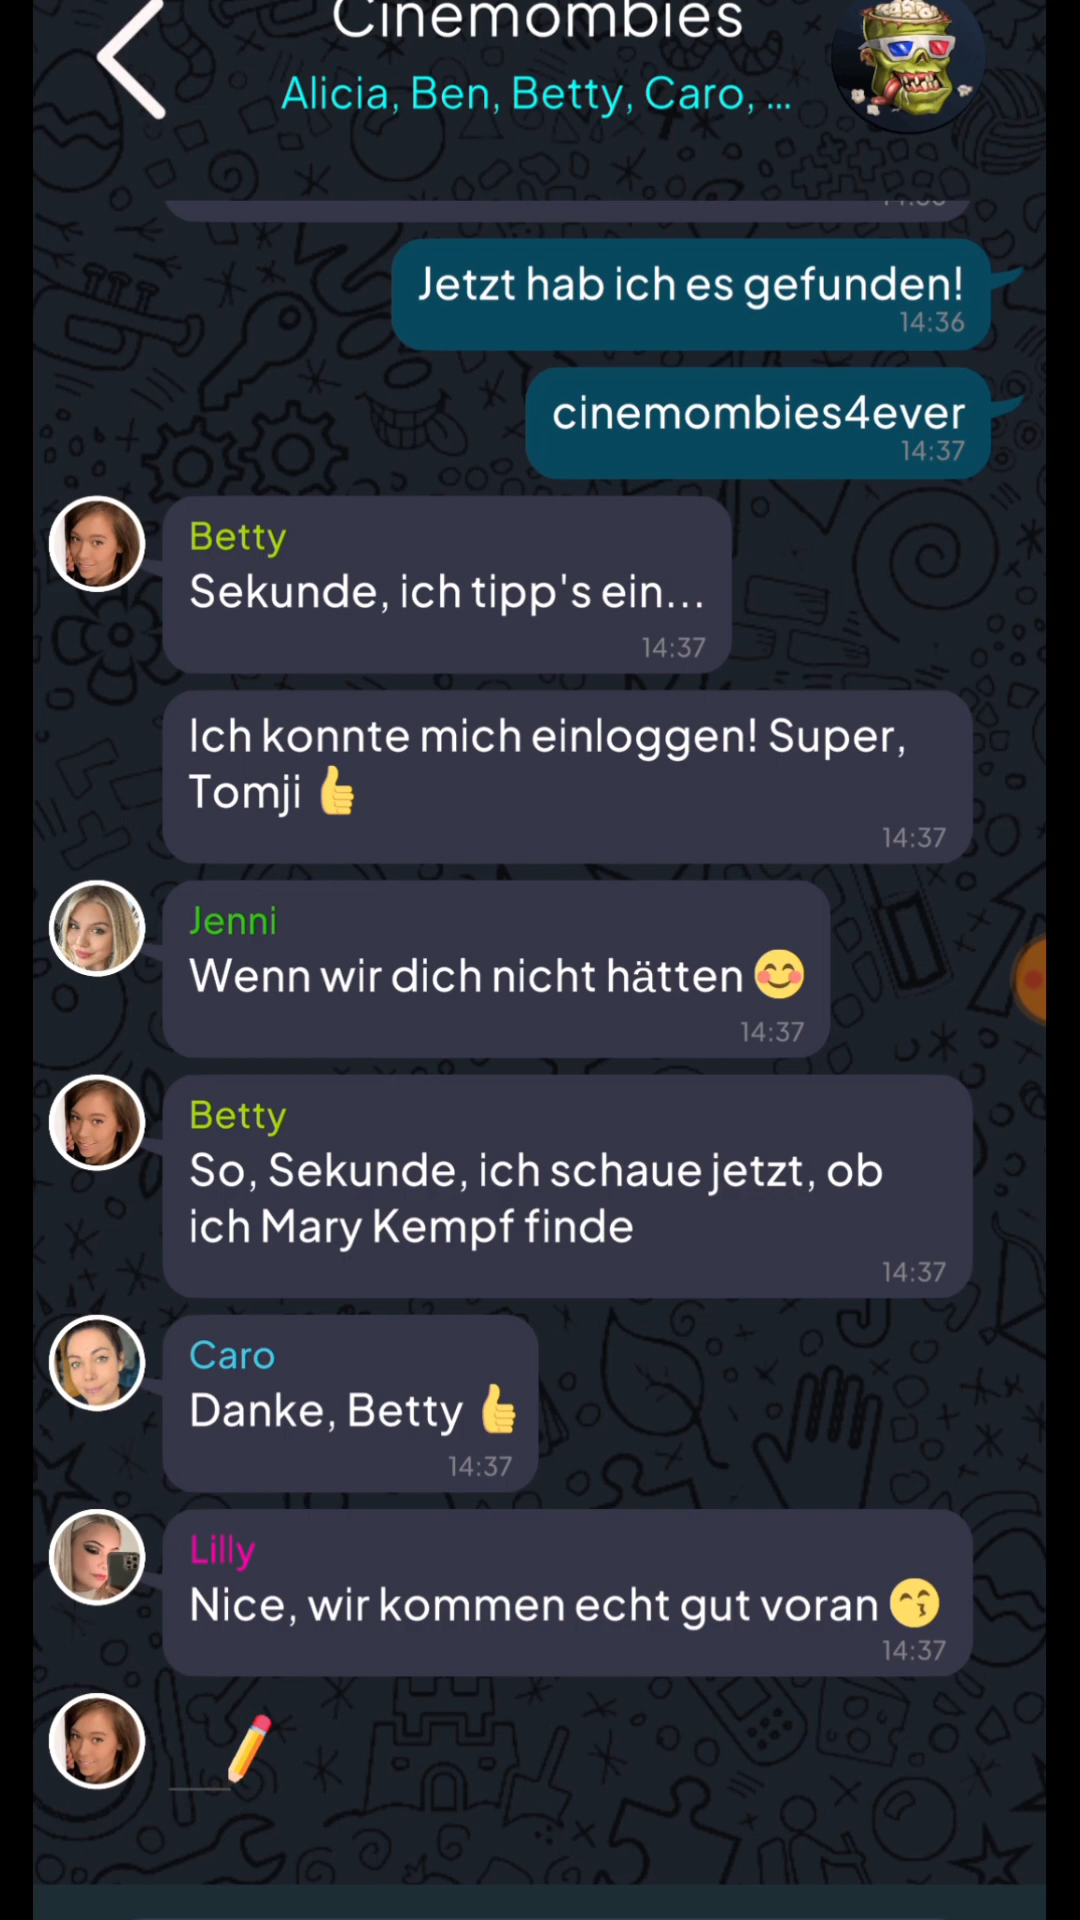 Cinemombies
Alicia, Ben, Betty, Caro, ...
Jetzt hab ich es gefunden!
14:36
cinemombies4ever
14:37
Betty
Sekunde, ich tipp's ein...
14:37
Ich konnte mich einloggen! Super,
Tomji 👍
14:37
Jenni
Wenn wir dich nicht hätten 😊
14:37
Betty
So, Sekunde, ich schaue jetzt, ob
ich Mary Kempf finde
14:37
Caro
Danke, Betty 👍
14:37
Lilly
Nice, wir kommen echt gut voran 😙
14:37